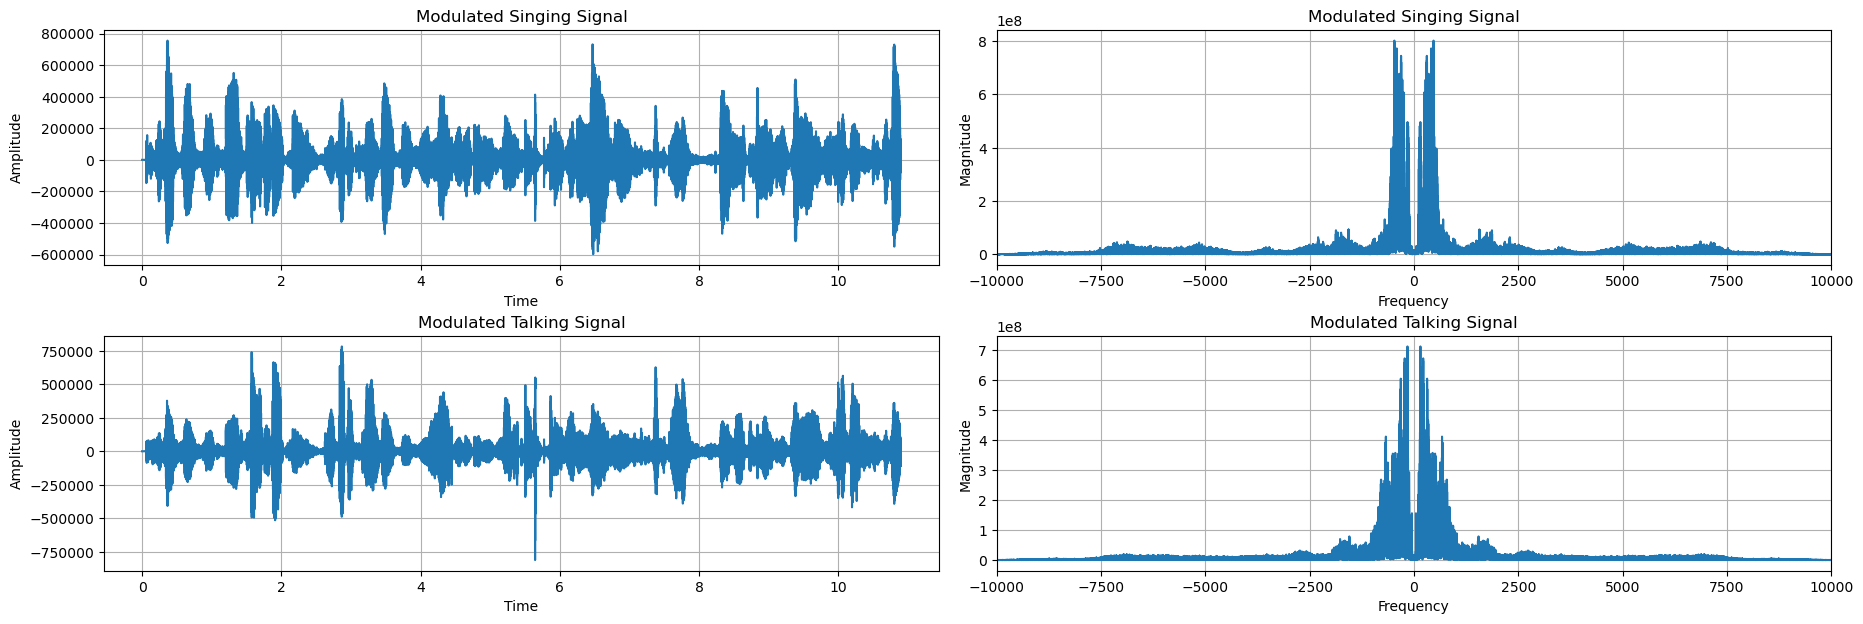 Modulated Singing Signal
800000
600000
400000
200000
0
−200000
−400000
−600000
Amplitude
0 2 4 6 8 10
Time
Modulated Singing Signal
1e8
8
6
4
2
0
Magnitude
−10000 −7500 −5000 −2500 0 2500 5000 7500 10000
Frequency
Modulated Talking Signal
750000
500000
250000
0
−250000
−500000
−750000
Amplitude
0 2 4 6 8 10
Time
Modulated Talking Signal
1e8
7
6
5
4
3
2
1
0
Magnitude
−10000 −7500 −5000 −2500 0 2500 5000 7500 10000
Frequency